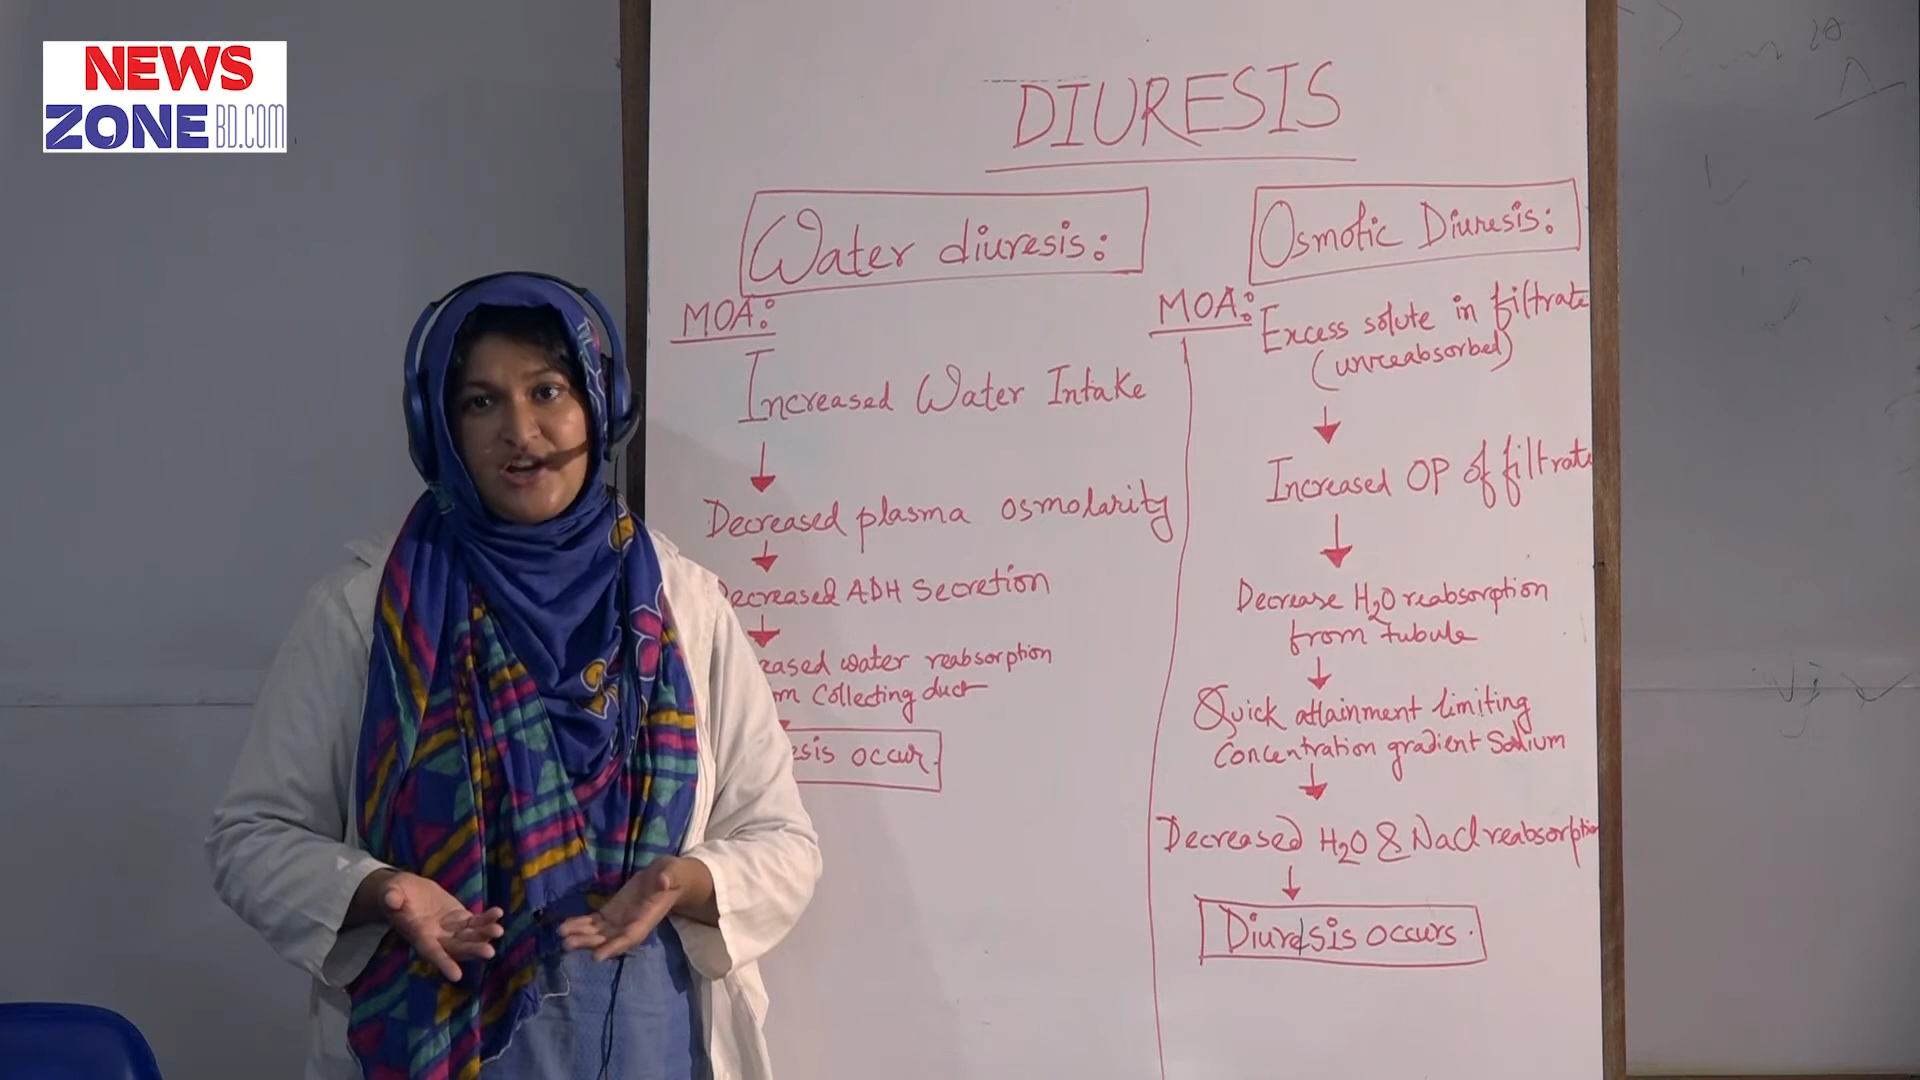 NEWS
ZONE BD.COM
DIURESIS
Water diuresis:
MOA:
Increased Water Intake
Decreased plasma osmolarity
Decreased ADH Secretion
reased water reabsorption
m Collecting duct
esis occur.
Osmotic Diuresis:
MOA:
Excess solute in filtrate
(unreabsorbed)
Increased OP of filtrate
Decrease H2O reabsorption
from tubule
Quick attainment limiting
Concentration gradient Sodium
Decreased H2O & Nacl reabsorption
Diuresis occurs.